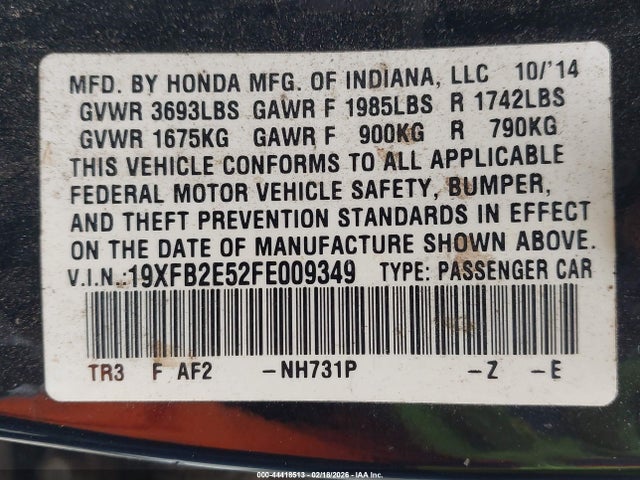 MFD. BY HONDA MFG. OF INDIANA, LLC 10/'14
GVWR 3693LBS GAWR F 1985LBS R 1742LBS
GVWR 1675KG GAWR F 900KG R 790KG
THIS VEHICLE CONFORMS TO ALL APPLICABLE
FEDERAL MOTOR VEHICLE SAFETY, BUMPER,
AND THEFT PREVENTION STANDARDS IN EFFECT
ON THE DATE OF MANUFACTURE SHOWN ABOVE.
V.I.N.:19XFB2E52FE009349 TYPE: PASSENGER CAR
TR3 F AF2 -NH731P -Z -E
000-44418513 - 02/18/2026 - IAA Inc.